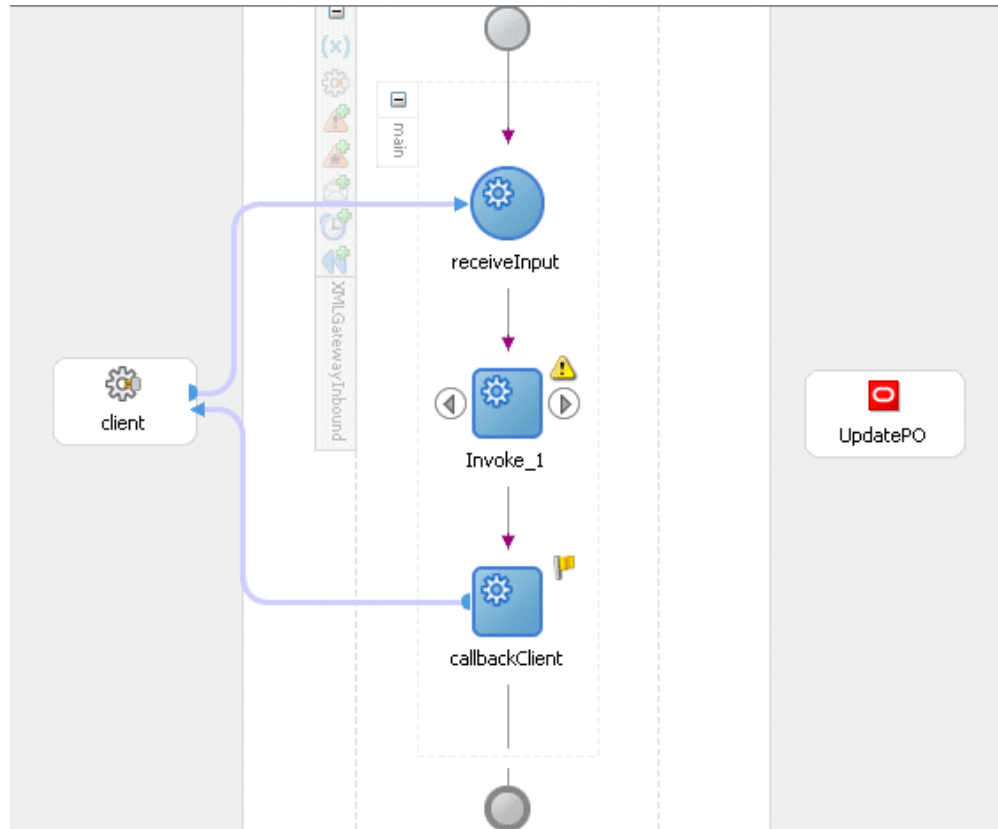 main
receiveInput
XMLGatewayInbound
client
UpdatePO
Invoke_1
callbackClient